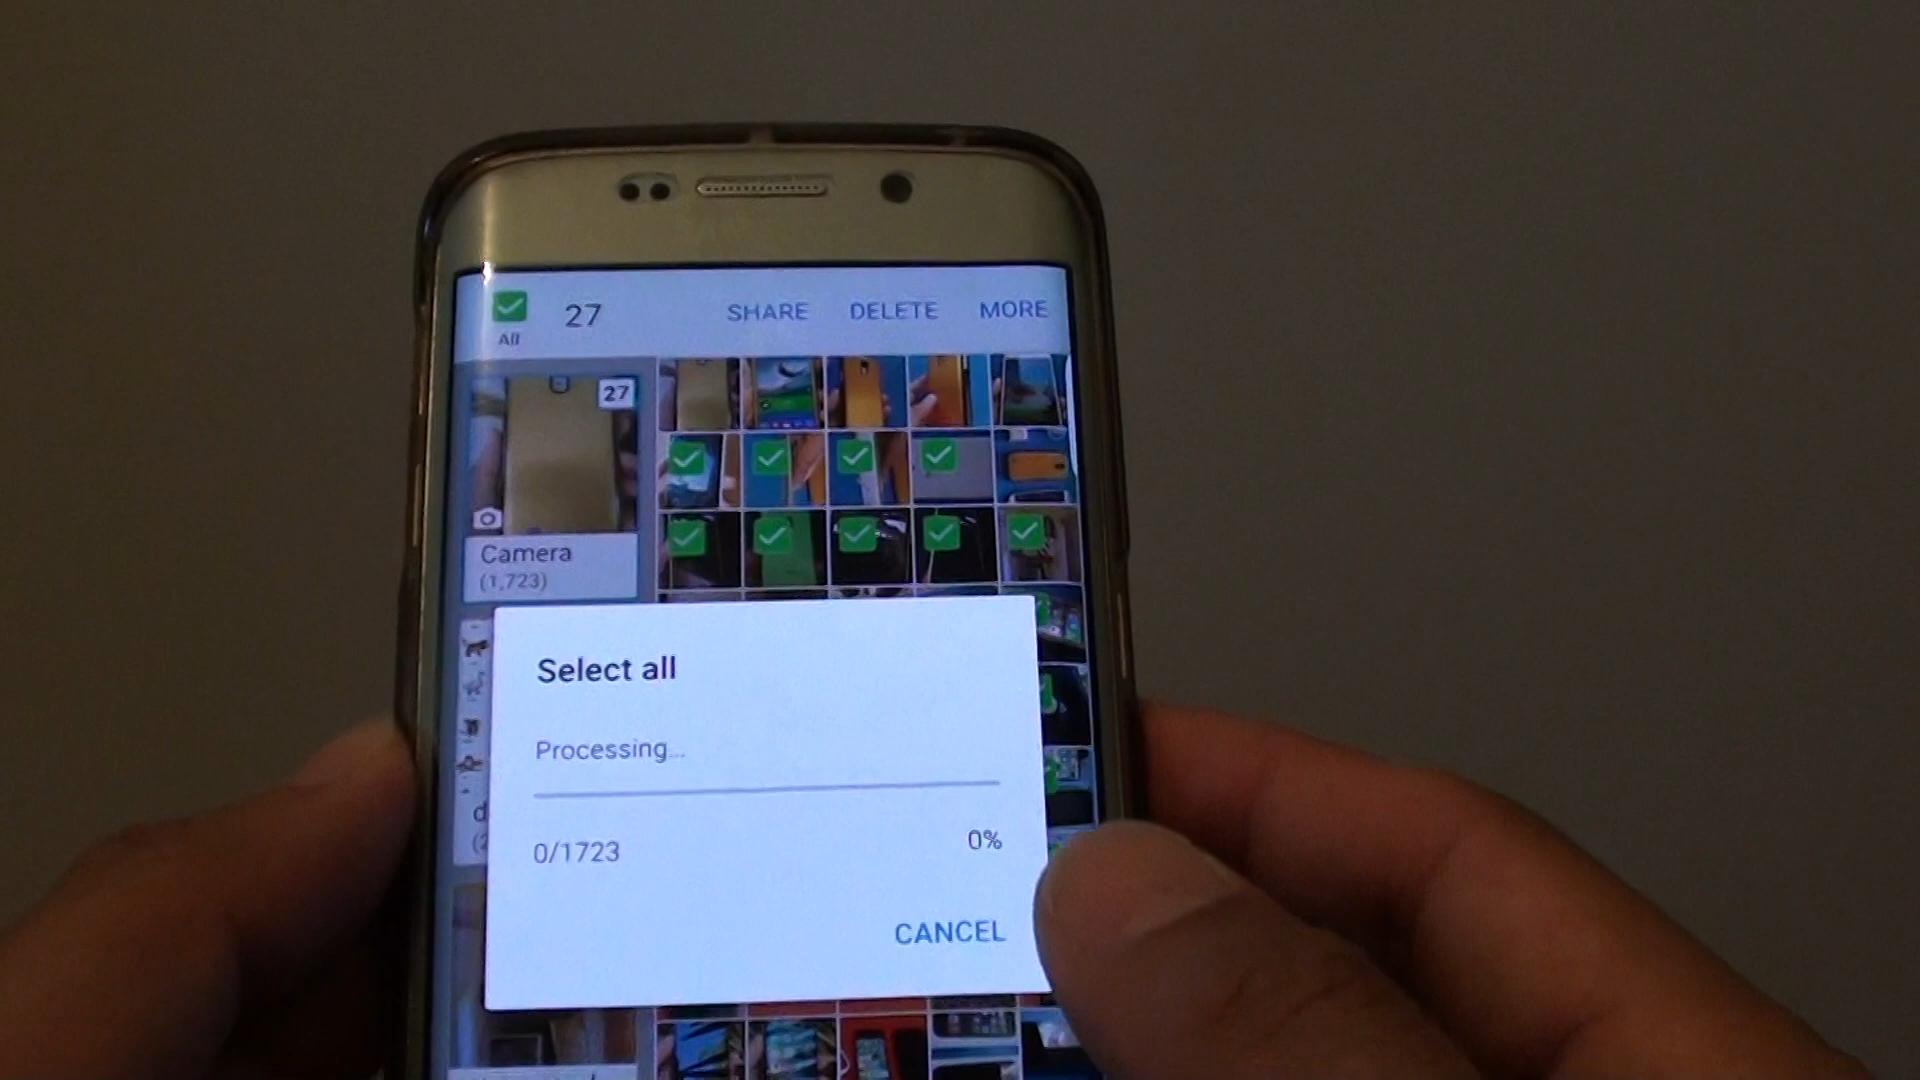 27 SHARE DELETE MORE
All
27
Camera
(1,723)
Select all
Processing...
0/1723 0%
CANCEL